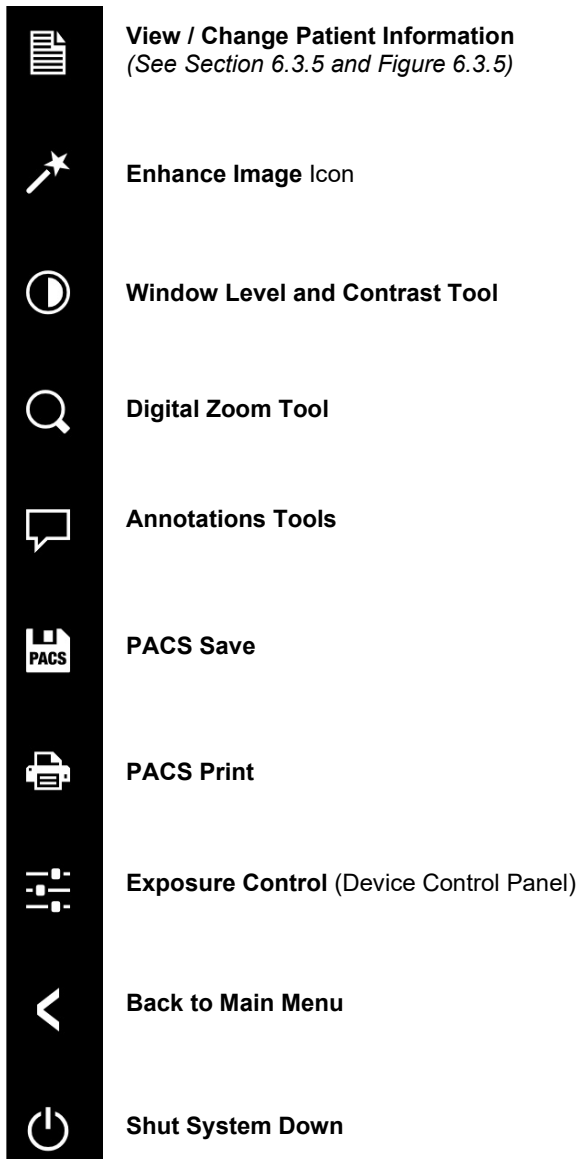 View / Change Patient Information
(See Section 6.3.5 and Figure 6.3.5)
Enhance Image Icon
Window Level and Contrast Tool
Digital Zoom Tool
Annotations Tools
PACS
PACS Save
PACS Print
Exposure Control (Device Control Panel)
Back to Main Menu
Shut System Down